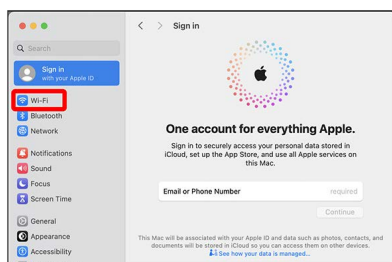 Sign in
Search
Sign in
with your Apple ID
Wi-Fi
Bluetooth
Network
Notifications
Sound
Focus
Screen Time
General
Appearance
Accessibility
One account for everything Apple.
Sign in to securely access your personal data stored in
iCloud, set up the App Store, and use all Apple services on
this Mac.
Email or Phone Number required
Continue
This Mac will be associated with your Apple ID and data such as photos, contacts, and
documents will be stored in iCloud so you can access them on other devices.
See how your data is managed...